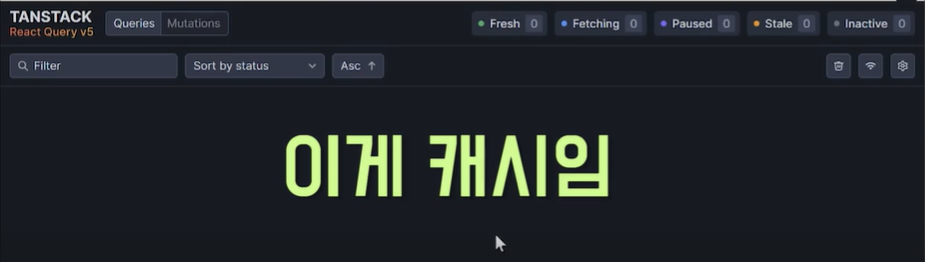 TANSTACK
React Query v5
Queries Mutations
Fresh 0 Fetching 0 Paused 0 Stale 0 Inactive 0
Filter Sort by status Asc ↑
이게 캐시임